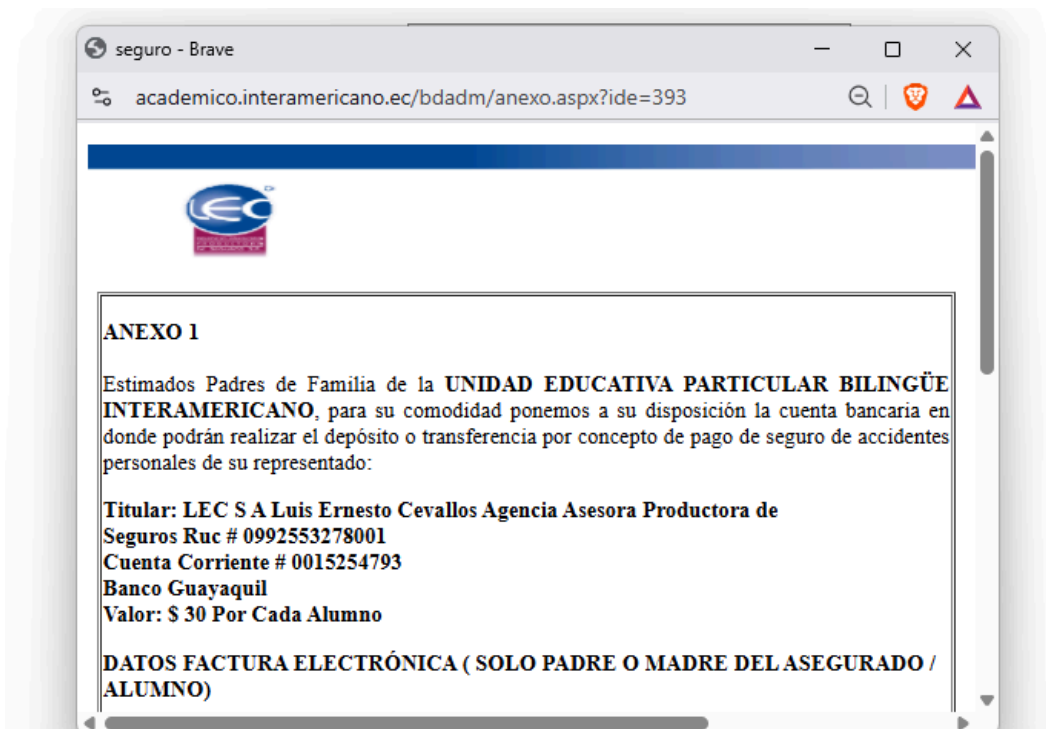 seguro - Brave
academico.interamericano.ec/bdadm/anexo.aspx?ide=393
LEC
ANEXO 1
Estimados Padres de Familia de la UNIDAD EDUCATIVA PARTICULAR BILINGÜE
INTERAMERICANO, para su comodidad ponemos a su disposición la cuenta bancaria en
donde podrán realizar el depósito o transferencia por concepto de pago de seguro de accidentes
personales de su representado:
Titular: LEC S A Luis Ernesto Cevallos Agencia Asesora Productora de
Seguros Ruc # 0992553278001
Cuenta Corriente # 0015254793
Banco Guayaquil
Valor: $ 30 Por Cada Alumno
DATOS FACTURA ELECTRÓNICA ( SOLO PADRE O MADRE DEL ASEGURADO /
ALUMNO)